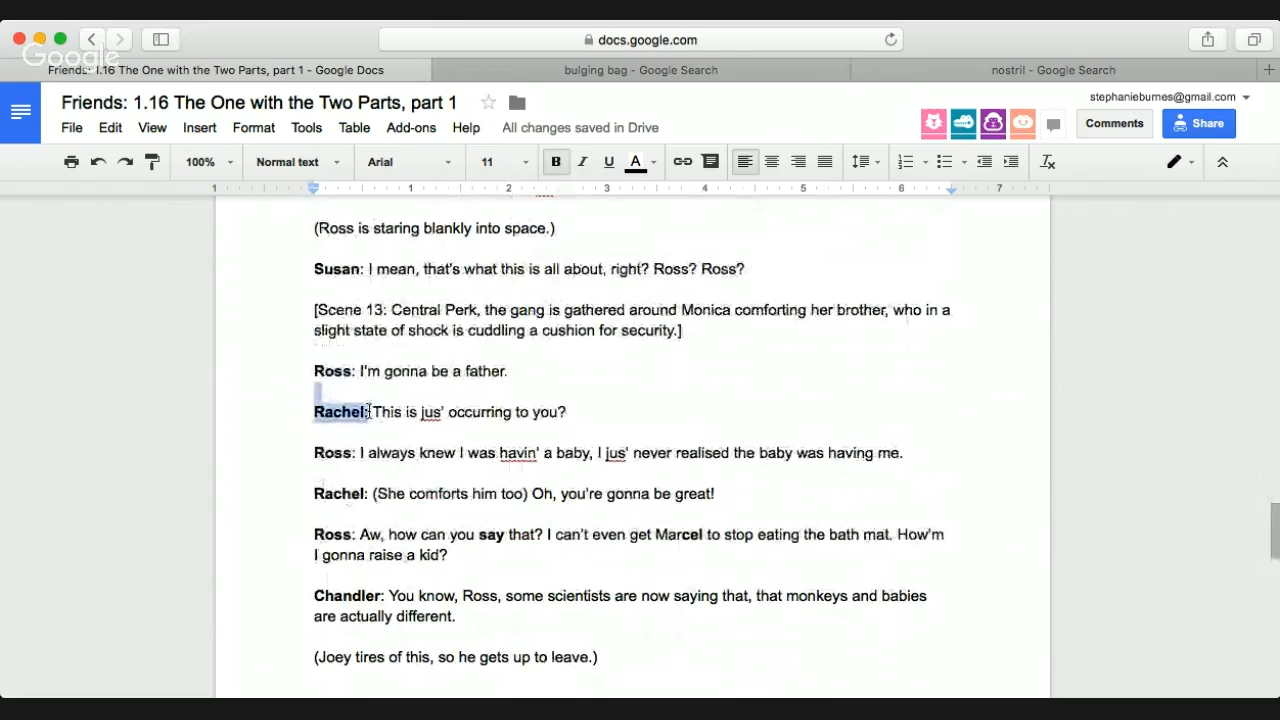 docs.google.com
Google
Friends: 1.16 The One with the Two Parts, part 1 - Google Docs
bulging bag - Google Search
nostril - Google Search
Friends: 1.16 The One with the Two Parts, part 1
stephanieburnes@gmail.com
File Edit View Insert Format Tools Table Add-ons Help All changes saved in Drive
Comments
Share
100% Normal text Arial 11 B I U A
1 1 2 3 4 5 6 7
(Ross is staring blankly into space.)
Susan: I mean, that's what this is all about, right? Ross? Ross?
[Scene 13: Central Perk, the gang is gathered around Monica comforting her brother, who in a
slight state of shock is cuddling a cushion for security.]
Ross: I'm gonna be a father.
Rachel: This is jus' occurring to you?
Ross: I always knew I was havin' a baby, I jus' never realised the baby was having me.
Rachel: (She comforts him too) Oh, you're gonna be great!
Ross: Aw, how can you say that? I can't even get Marcel to stop eating the bath mat. How'm
I gonna raise a kid?
Chandler: You know, Ross, some scientists are now saying that, that monkeys and babies
are actually different.
(Joey tires of this, so he gets up to leave.)